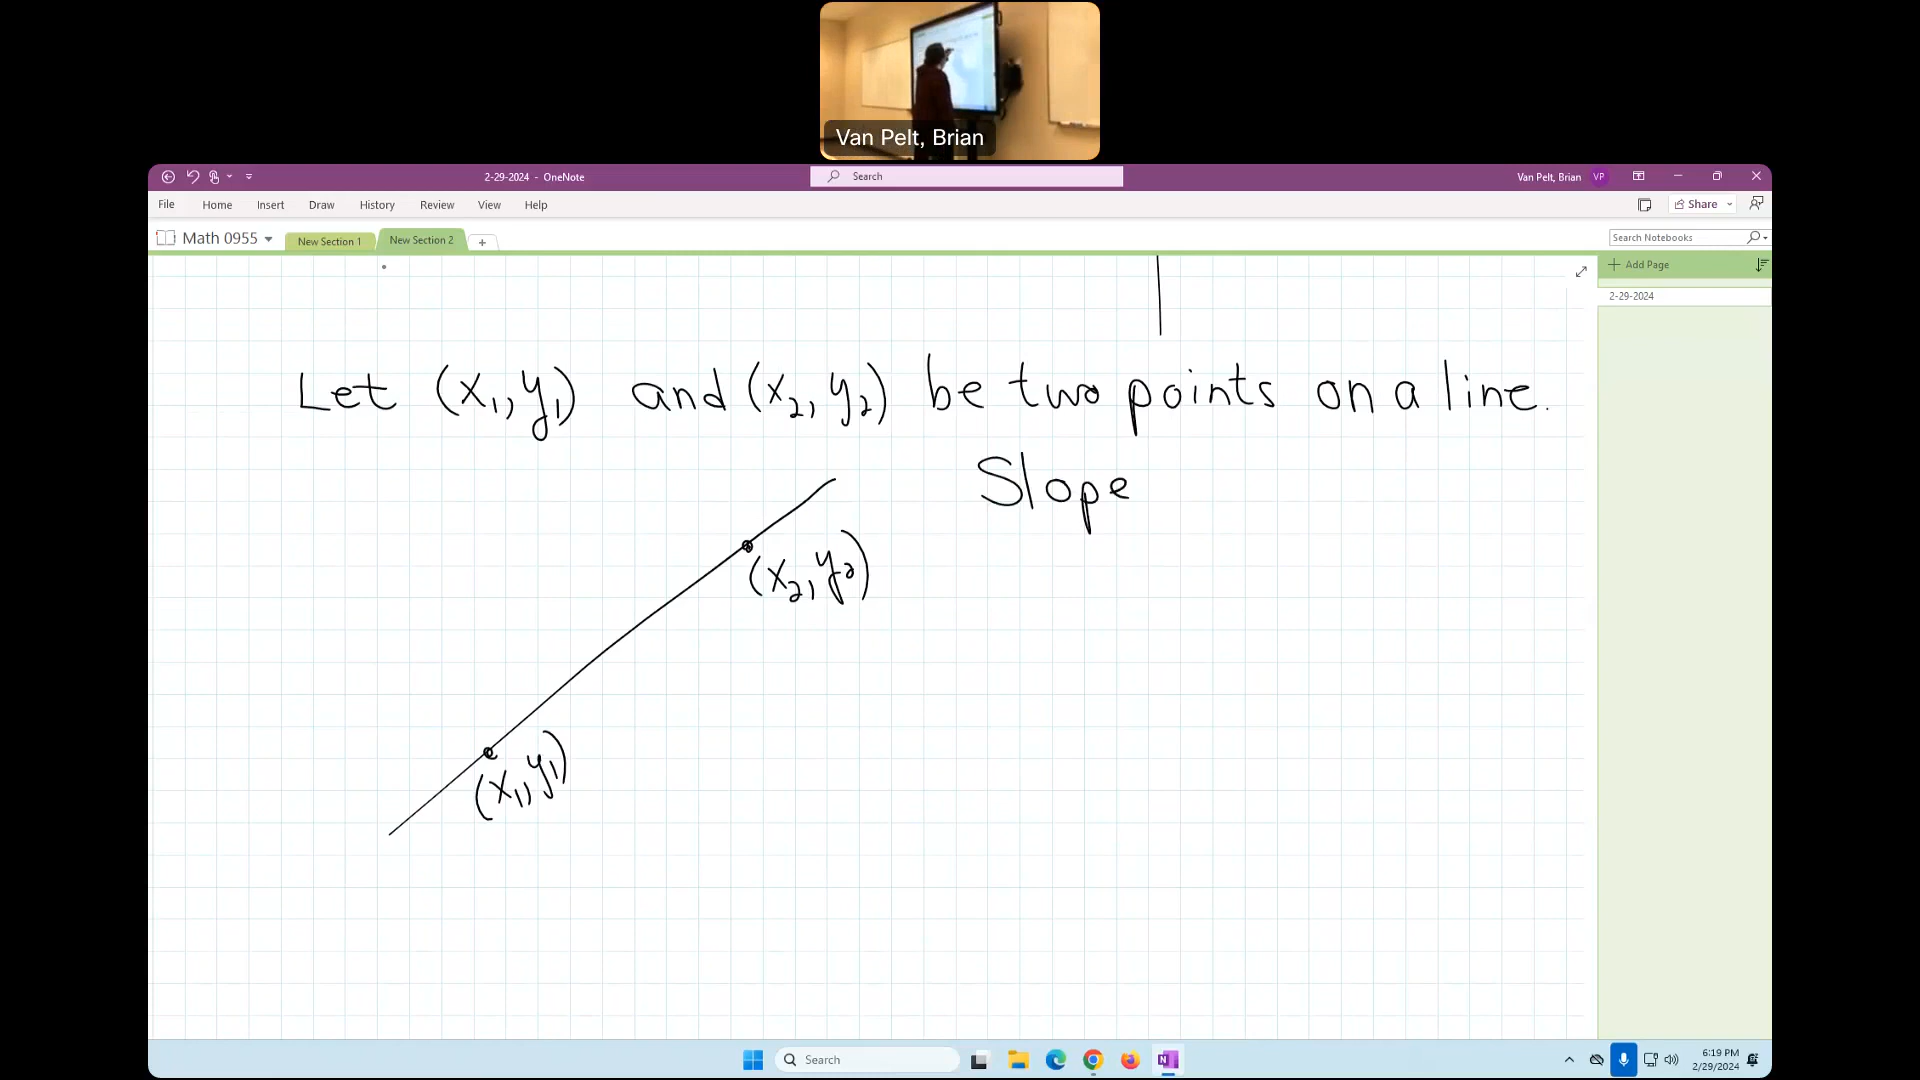 Van Pelt, Brian
2-29-2024 - OneNote
Search
Van Pelt, Brian VP
File Home Insert Draw History Review View Help
Share
Math 0955
New Section 1
New Section 2
Search Notebooks
Add Page
2-29-2024
Let (x₁, y₁) and (x₂, y₂) be two points on a line.
Slope
(x₂, y₂)
(x₁, y₁)
Search
6:19 PM
2/29/2024